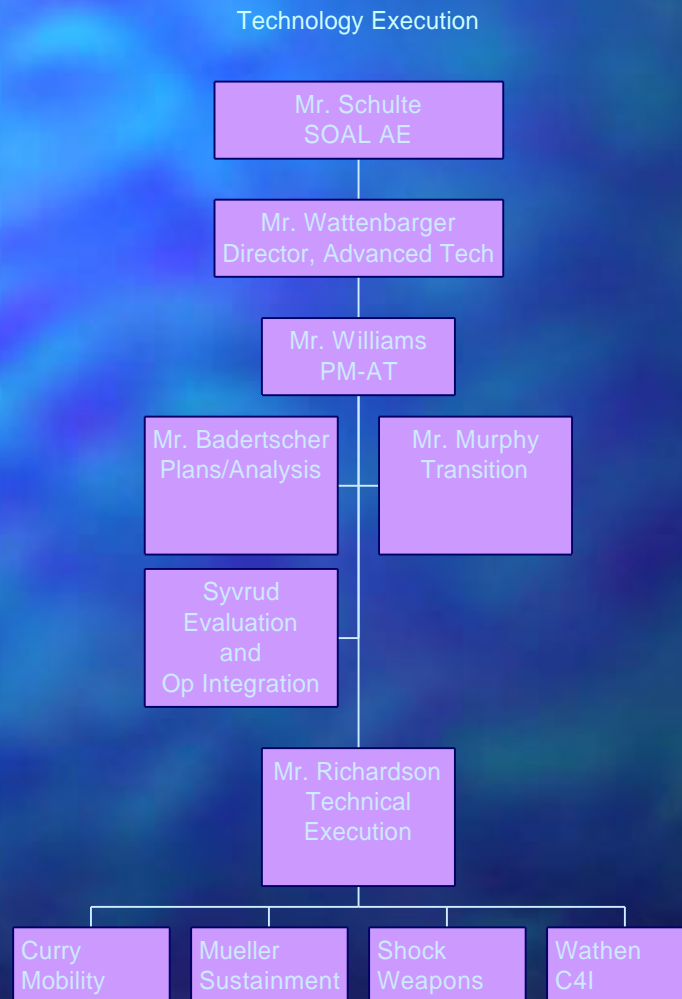 Technology Execution
Mr. Schulte
SOAL AE
Mr. Wattenbarger
Director, Advanced Tech
Mr. Williams
PM-AT
Mr. Badertscher
Plans/Analysis
Mr. Murphy
Transition
Syvrud
Evaluation
and
Op Integration
Mr. Richardson
Technical
Execution
Curry
Mobility
Mueller
Sustainment
Shock
Weapons
Wathen
C4I